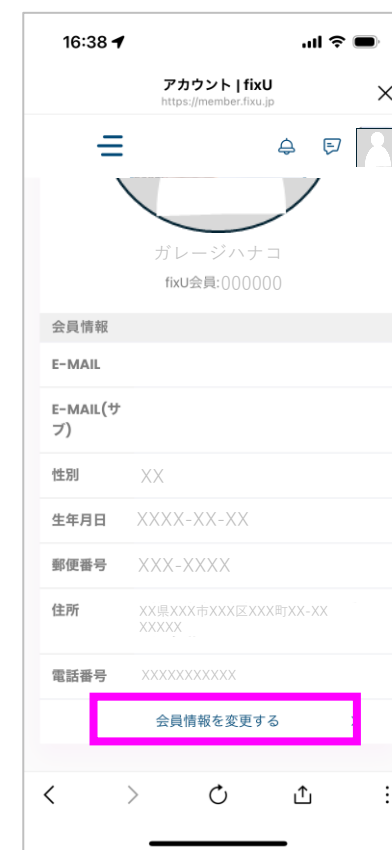 16:38
アカウント | fixU
https://member.fixu.jp
ガレージハナコ
fixU会員:000000
会員情報
E-MAIL
E-MAIL(サ
ブ)
性別 XX
生年月日 XXXX-XX-XX
郵便番号 XXX-XXXX
住所 XX県XXX市XXX区XXX町XX-XX
XXXXX
電話番号 XXXXXXXXXXX
会員情報を変更する